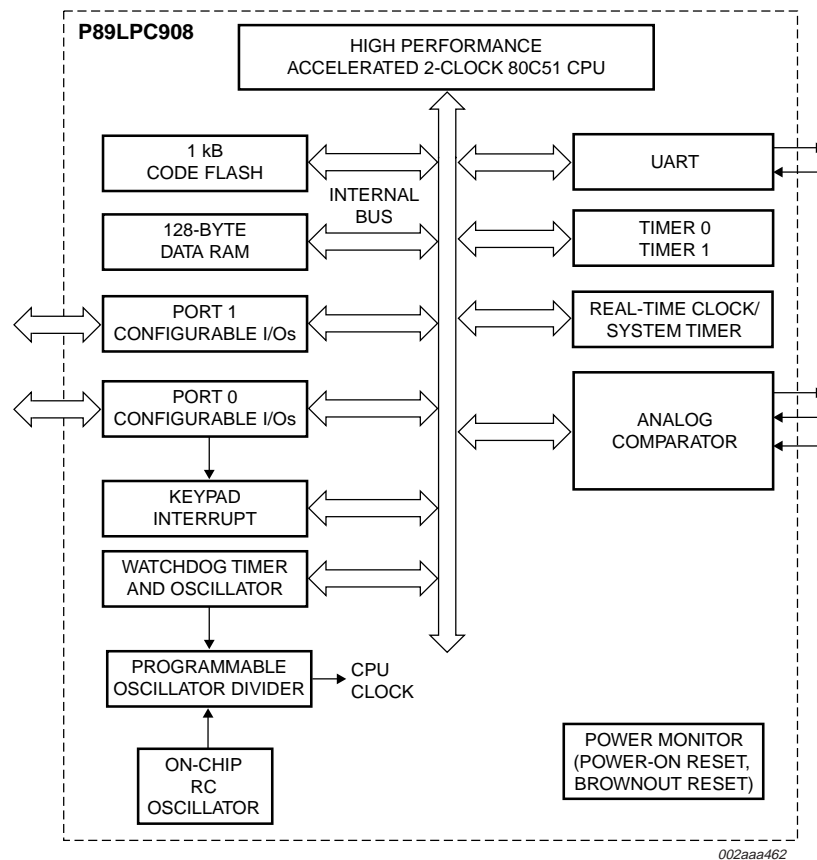 P89LPC908
HIGH PERFORMANCE
ACCELERATED 2-CLOCK 80C51 CPU
1 kB
CODE FLASH
UART
INTERNAL
BUS
128-BYTE
DATA RAM
TIMER 0
TIMER 1
PORT 1
CONFIGURABLE I/Os
REAL-TIME CLOCK/
SYSTEM TIMER
PORT 0
CONFIGURABLE I/Os
ANALOG
COMPARATOR
KEYPAD
INTERRUPT
WATCHDOG TIMER
AND OSCILLATOR
PROGRAMMABLE
OSCILLATOR DIVIDER
CPU
CLOCK
POWER MONITOR
(POWER-ON RESET,
BROWNOUT RESET)
ON-CHIP
RC
OSCILLATOR
002aaa462